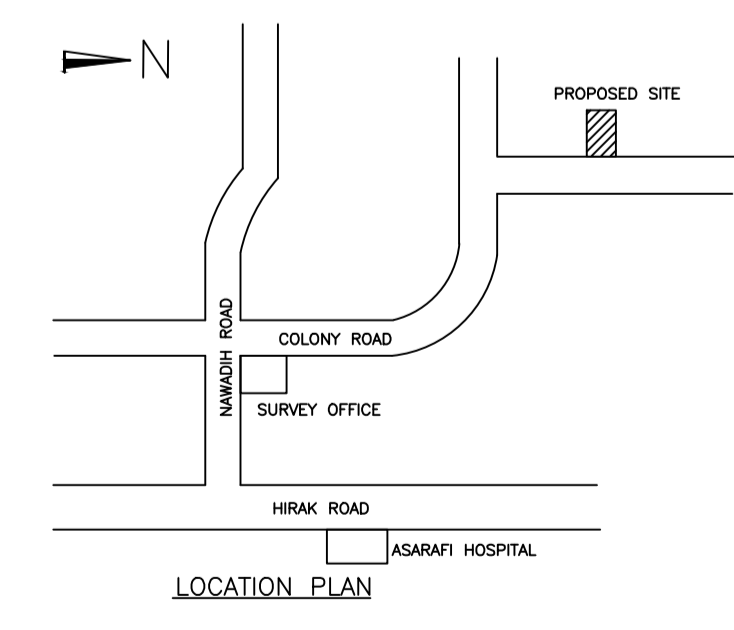 N
PROPOSED SITE
NAWADIH ROAD
COLONY ROAD
SURVEY OFFICE
HIRAK ROAD
ASARAFI HOSPITAL
LOCATION PLAN